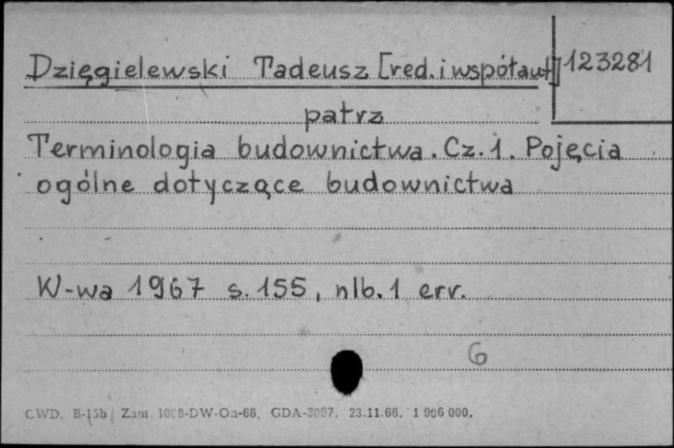 Dzięgielewski Tadeusz [red. i współaut] 123281
patrz
Terminologia budownictwa. Cz. 1. Pojęcia
ogólne dotyczące budownictwa
W-wa 1967 s. 155, nlb. 1 err.
6
CWD. B-15b Zam. 1008-DW-Oa-66. GDA-3097. 23.11.66. 1 906 000.